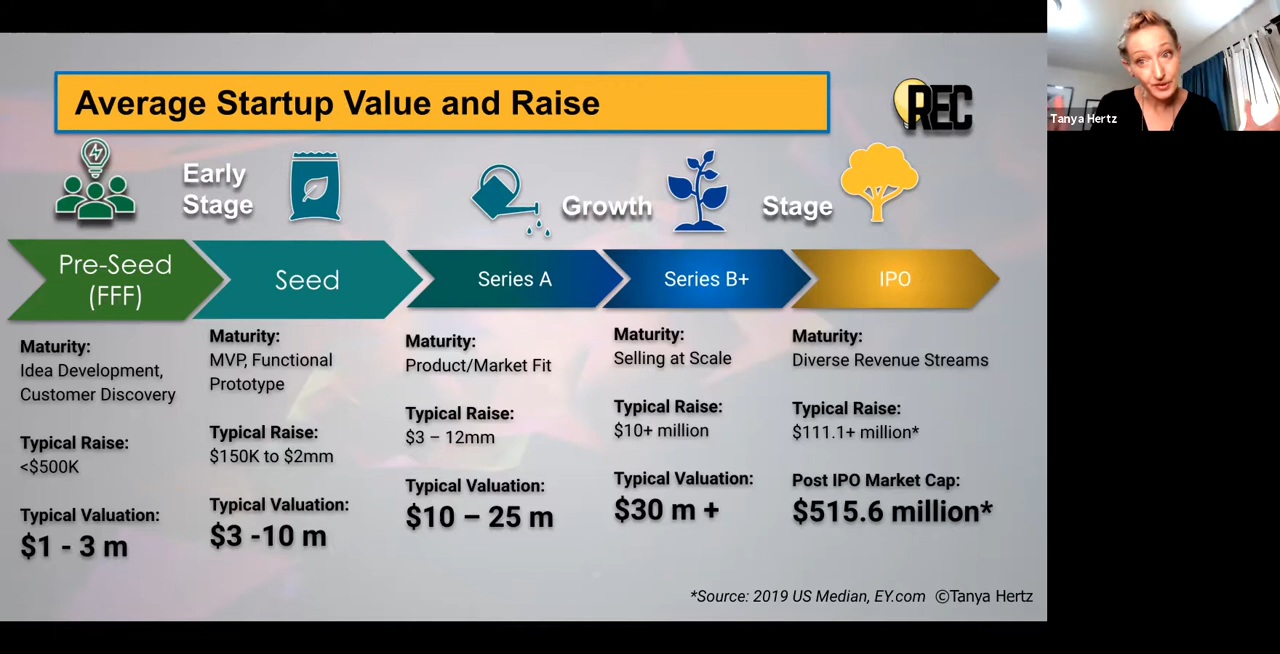 Average Startup Value and Raise
REC
Tanya Hertz
Early
Stage
Growth
Stage
Pre-Seed
(FFF)
Seed
Series A
Series B+
IPO
Maturity:
Idea Development,
Customer Discovery
Typical Raise:
<$500K
Typical Valuation:
$1 - 3 m
Maturity:
MVP, Functional
Prototype
Typical Raise:
$150K to $2mm
Typical Valuation:
$3 -10 m
Maturity:
Product/Market Fit
Typical Raise:
$3 – 12mm
Typical Valuation:
$10 – 25 m
Maturity:
Selling at Scale
Typical Raise:
$10+ million
Typical Valuation:
$30 m +
Maturity:
Diverse Revenue Streams
Typical Raise:
$111.1+ million*
Post IPO Market Cap:
$515.6 million*
*Source: 2019 US Median, EY.com ©Tanya Hertz